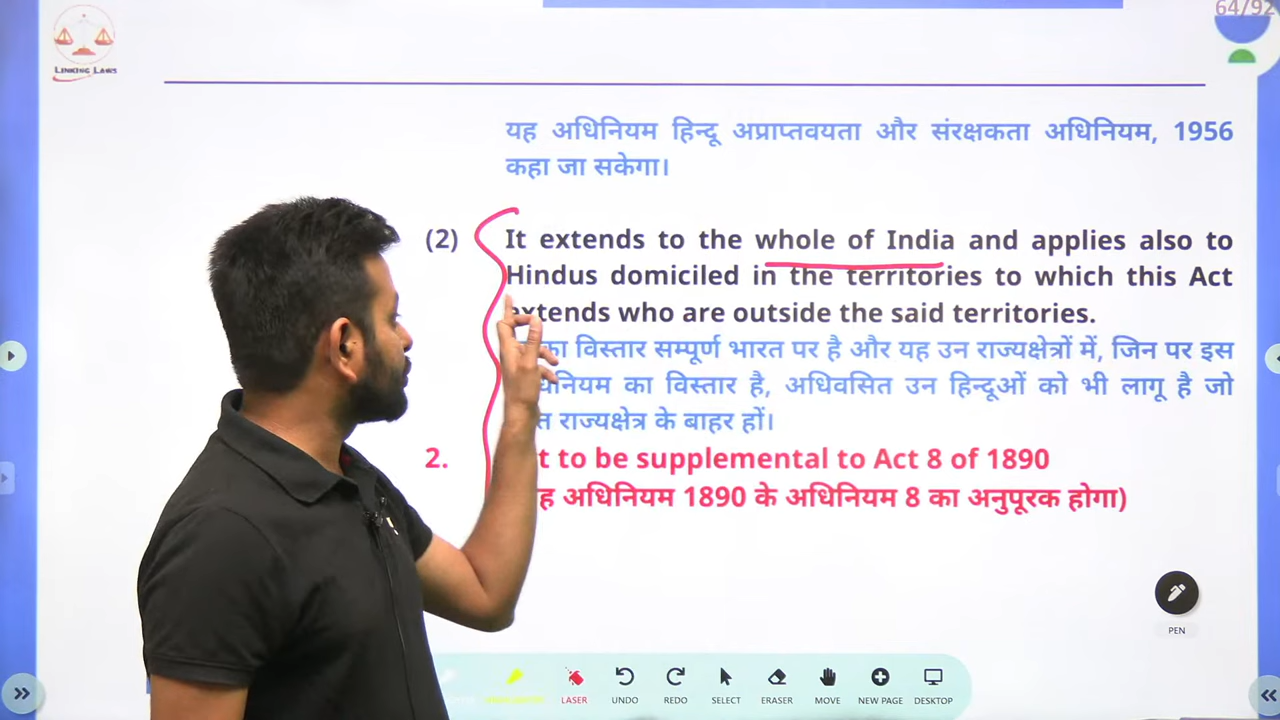 64/92
LINKING LAWS
यह अधिनियम हिन्दू अप्राप्तवयता और संरक्षकता अधिनियम, 1956
कहा जा सकेगा।
(2) It extends to the whole of India and applies also to
Hindus domiciled in the territories to which this Act
extends who are outside the said territories.
का विस्तार सम्पूर्ण भारत पर है और यह उन राज्यक्षेत्रों में, जिन पर इस
का विस्तार है, अधिवसित उन हिन्दूओं को भी लागू है जो
राज्यक्षेत्र के बाहर हों।
2. to be supplemental to Act 8 of 1890
अधिनियम 1890 के अधिनियम 8 का अनुपूरक होगा)
PEN
LASER UNDO REDO SELECT ERASER MOVE NEW PAGE DESKTOP